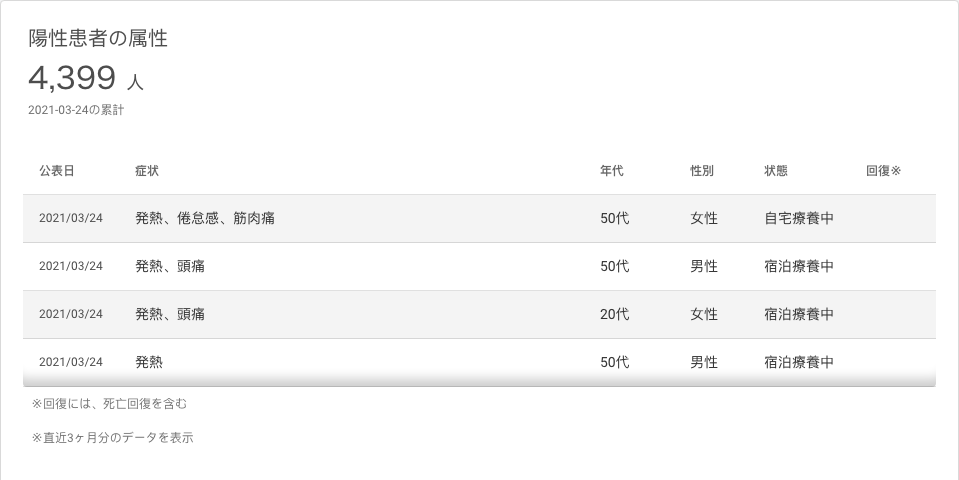 陽性患者の属性
4,399 人
2021-03-24の累計
公表日 症状 年代 性別 状態 回復※
2021/03/24 発熱、倦怠感、筋肉痛 50代 女性 自宅療養中
2021/03/24 発熱、頭痛 50代 男性 宿泊療養中
2021/03/24 発熱、頭痛 20代 女性 宿泊療養中
2021/03/24 発熱 50代 男性 宿泊療養中
※回復には、死亡回復を含む
※直近3ヶ月分のデータを表示